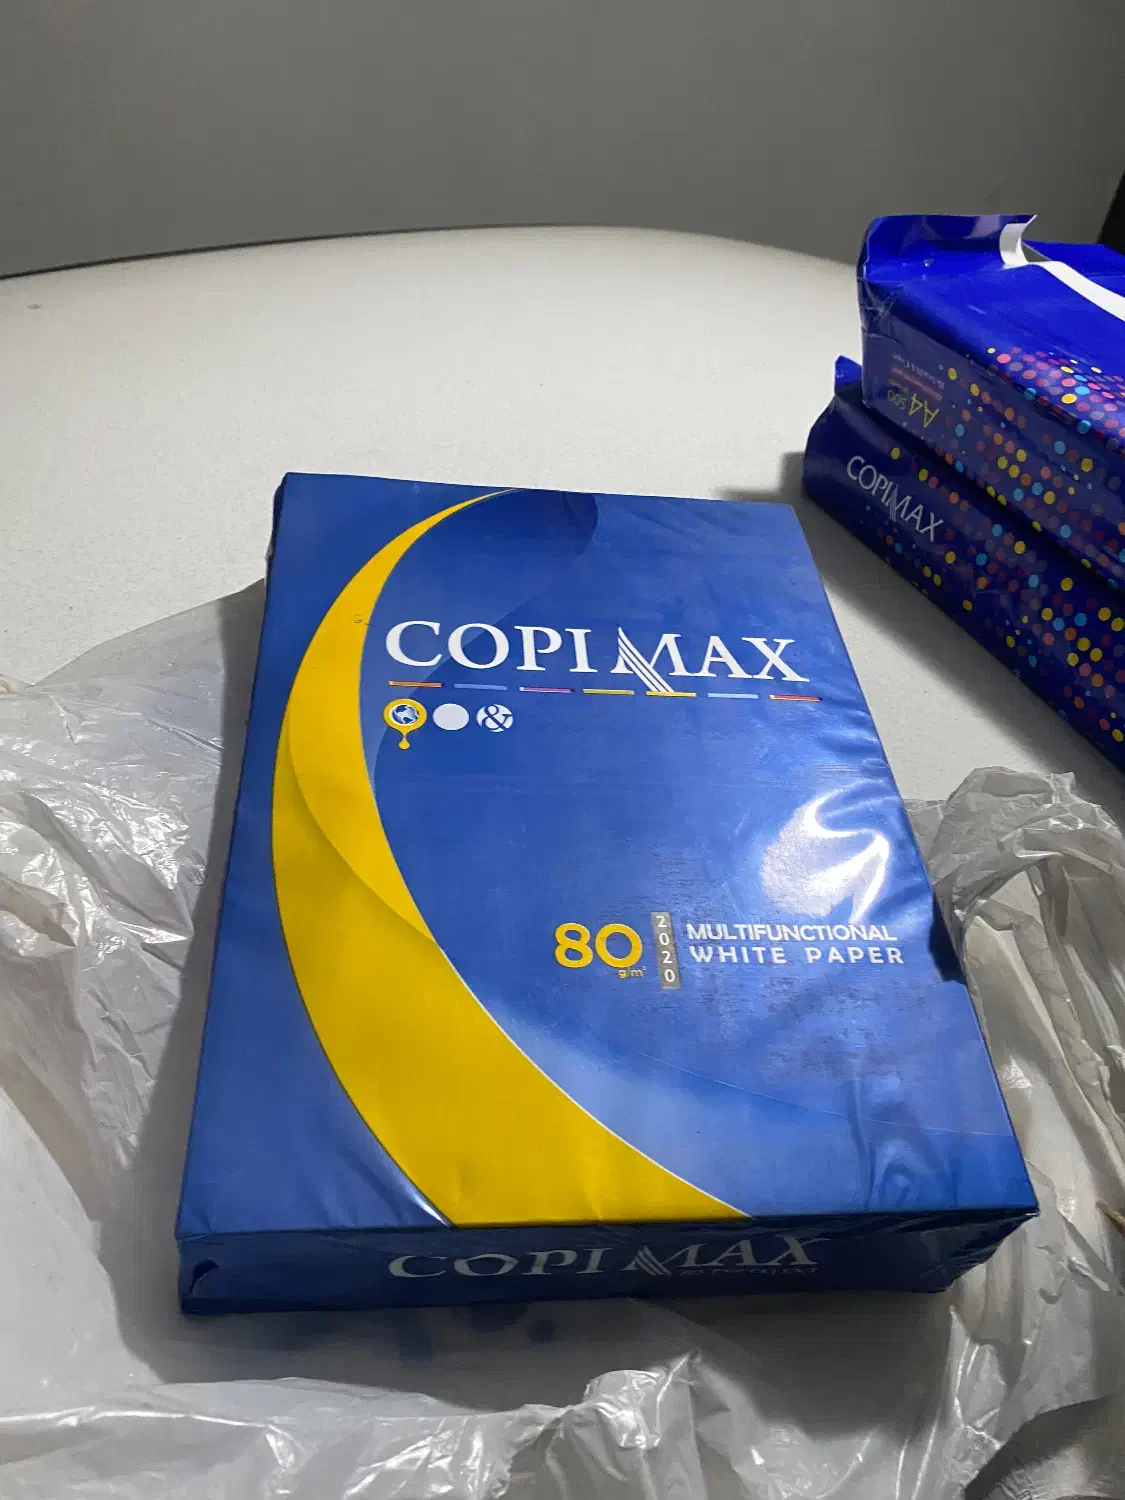 COPIMAX
&
80
g/m²
2020
MULTIFUNCTIONAL
WHITE PAPER
COPIMAX
A4 500
COPIMAX